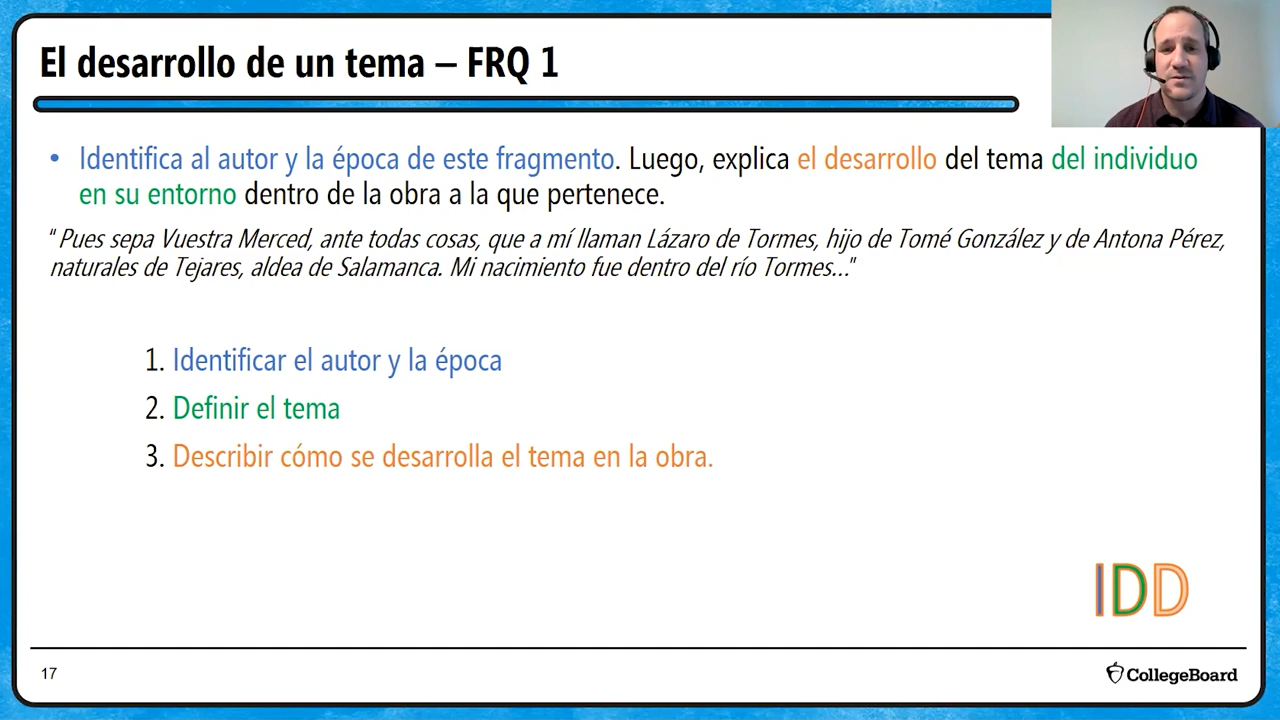 El desarrollo de un tema – FRQ 1
• Identifica al autor y la época de este fragmento. Luego, explica el desarrollo del tema del individuo
en su entorno dentro de la obra a la que pertenece.
"Pues sepa Vuestra Merced, ante todas cosas, que a mí llaman Lázaro de Tormes, hijo de Tomé González y de Antona Pérez,
naturales de Tejares, aldea de Salamanca. Mi nacimiento fue dentro del río Tormes..."
1. Identificar el autor y la época
2. Definir el tema
3. Describir cómo se desarrolla el tema en la obra.
IDD
17
CollegeBoard